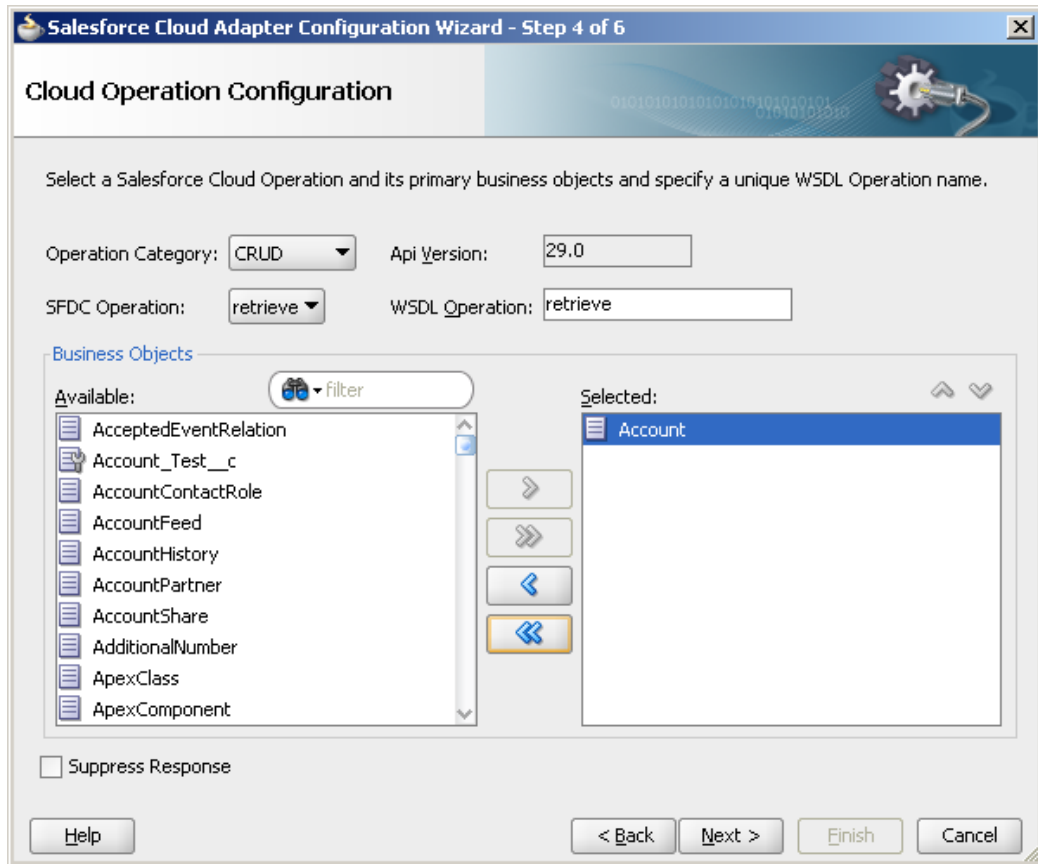 Salesforce Cloud Adapter Configuration Wizard - Step 4 of 6
Cloud Operation Configuration
010101010101010101010101
01010101010
Select a Salesforce Cloud Operation and its primary business objects and specify a unique WSDL Operation name.
Operation Category: CRUD Api Version: 29.0
SFDC Operation: retrieve WSDL Operation: retrieve
Business Objects
Available: filter Selected:
AcceptedEventRelation Account
Account_Test__c
AccountContactRole
AccountFeed
AccountHistory
AccountPartner
AccountShare
AdditionalNumber
ApexClass
ApexComponent
Suppress Response
Help < Back Next > Finish Cancel